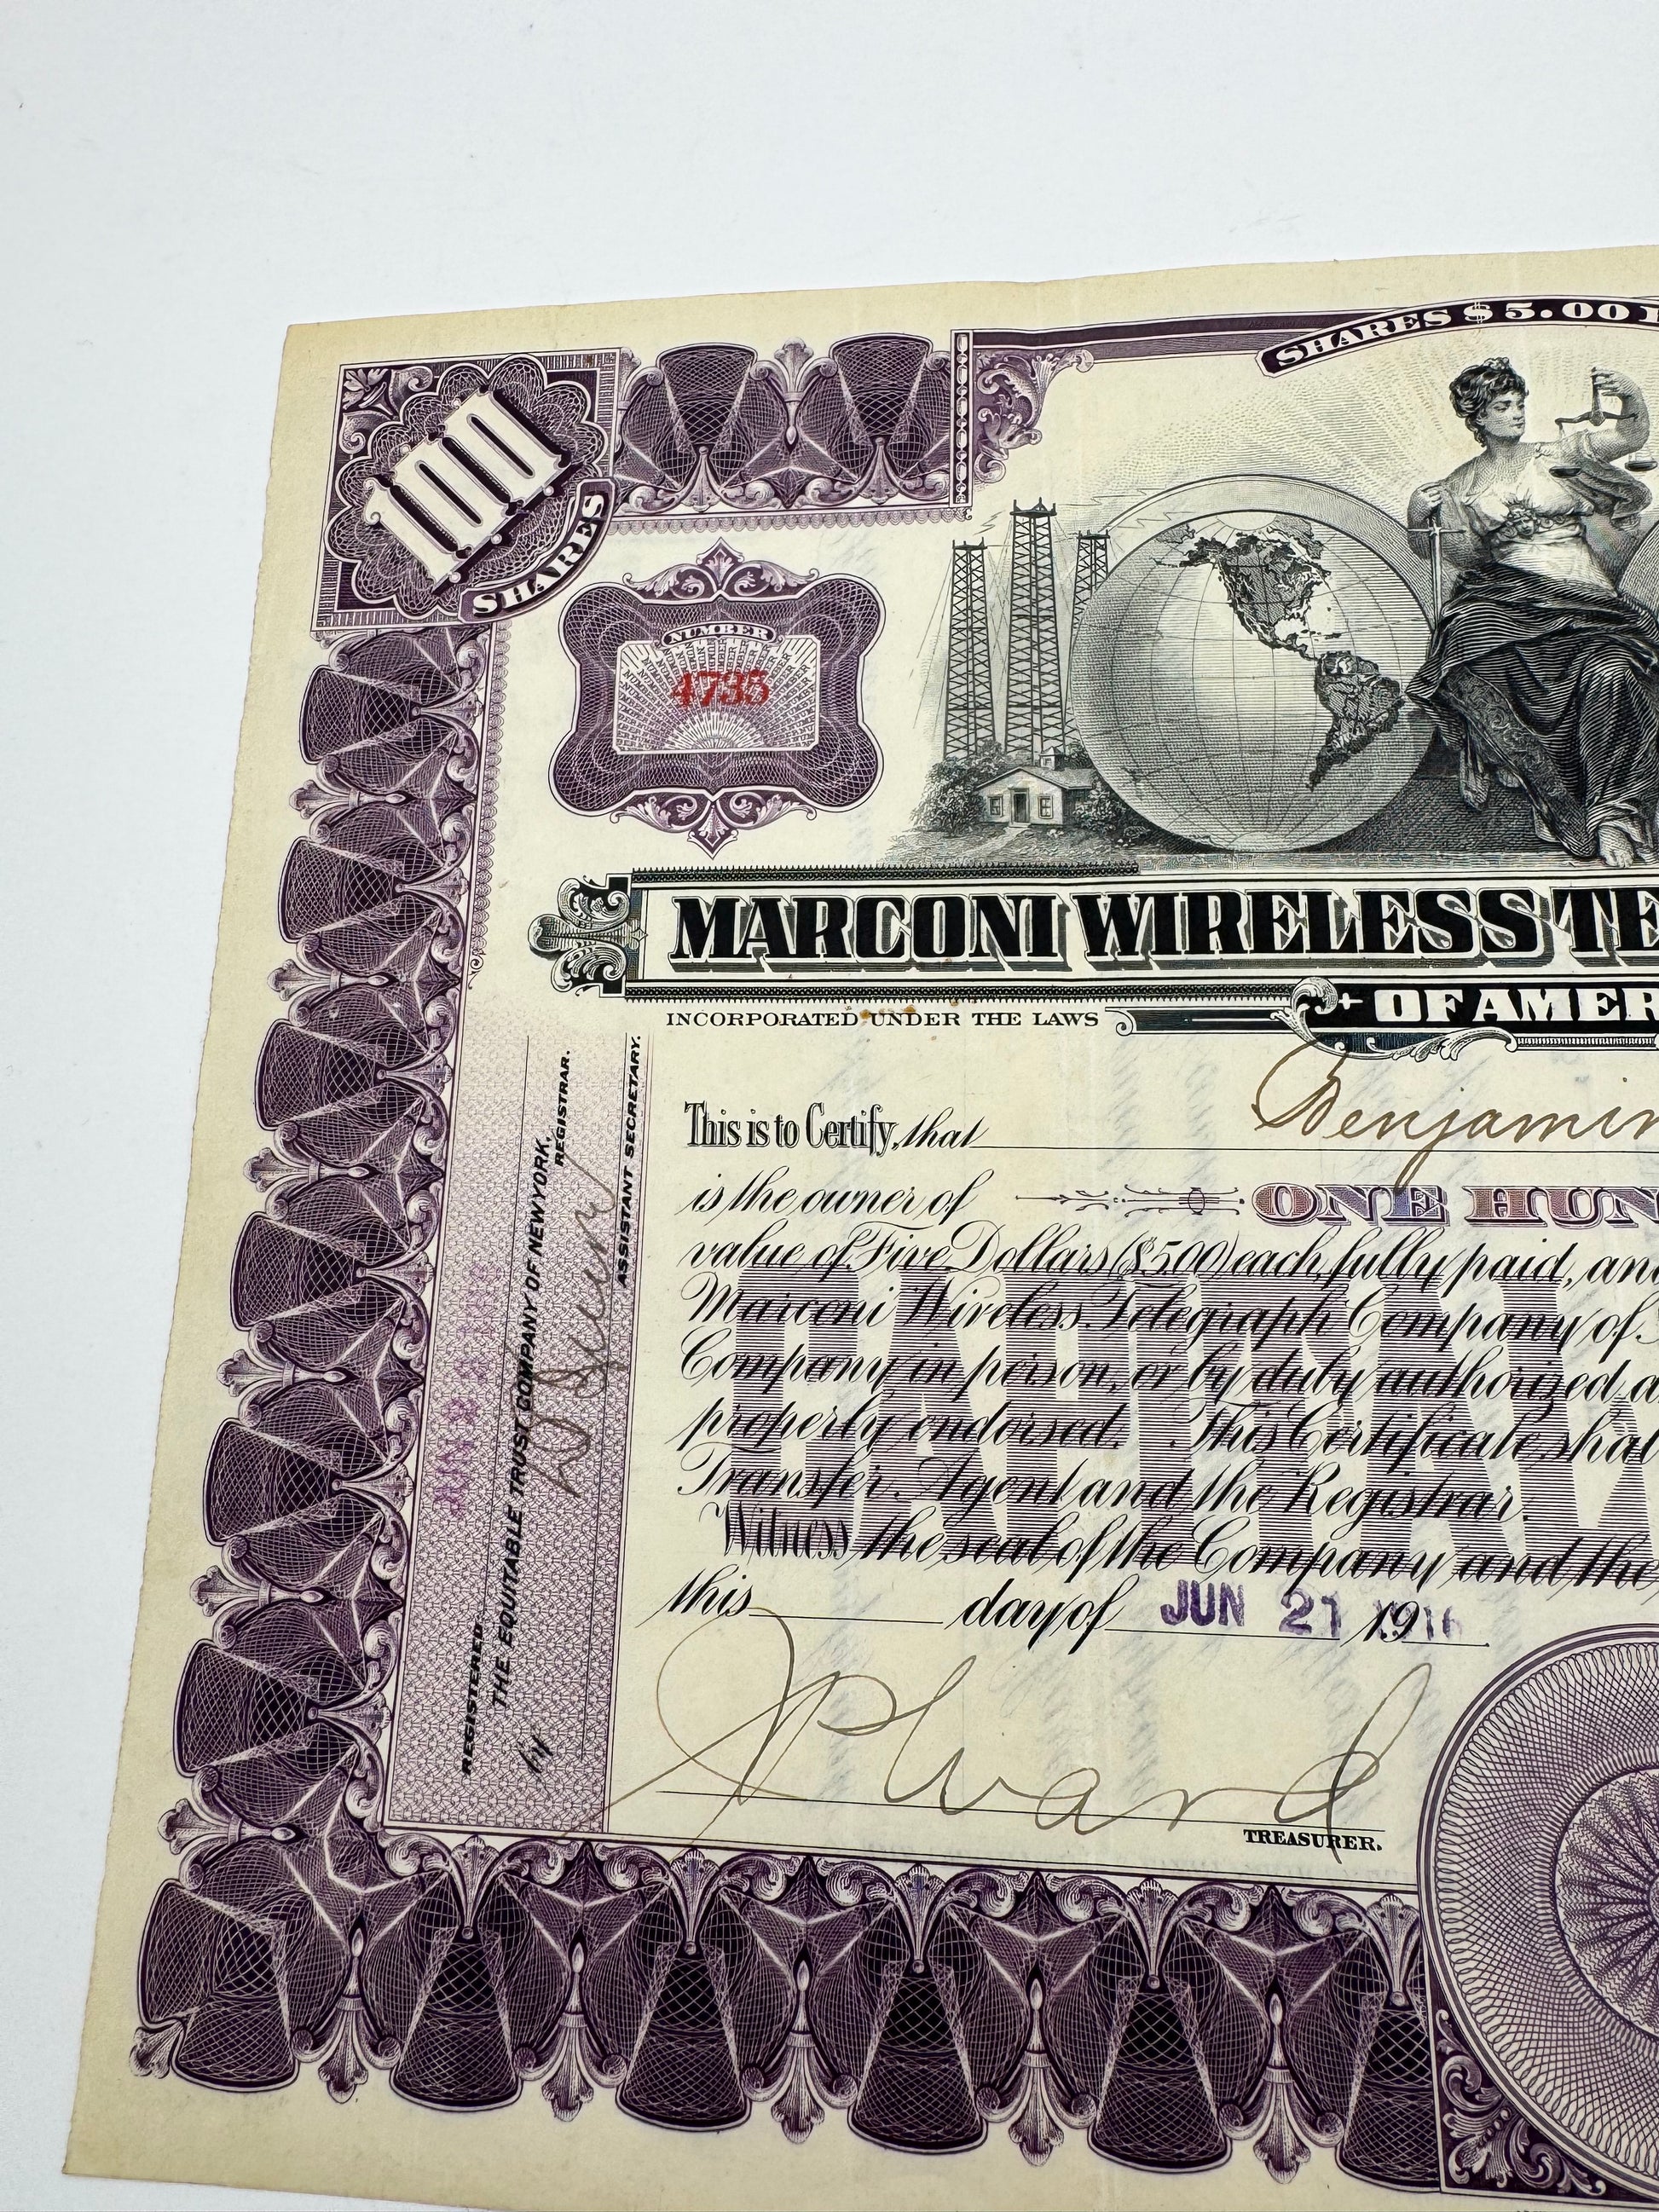 SHARES $5.00
100
SHARES
NUMBER
4735
MARCONI WIRELESS TE
OF AMER
INCORPORATED UNDER THE LAWS
This is to Certify, that Benjamin
is the owner of ONE HUN
value of Five Dollars ($5.00) each, fully paid, an
Marconi Wireless Telegraph Company of
Company in person, or by duly authorized a
properly endorsed. This Certificate shal
Transfer Agent and the Registrar.
Witness the seal of the Company and the
this day of JUN 21 1916
JPLward
TREASURER.
REGISTERED:
THE EQUITABLE TRUST COMPANY OF NEW YORK,
REGISTRAR.
by
ASSISTANT SECRETARY.